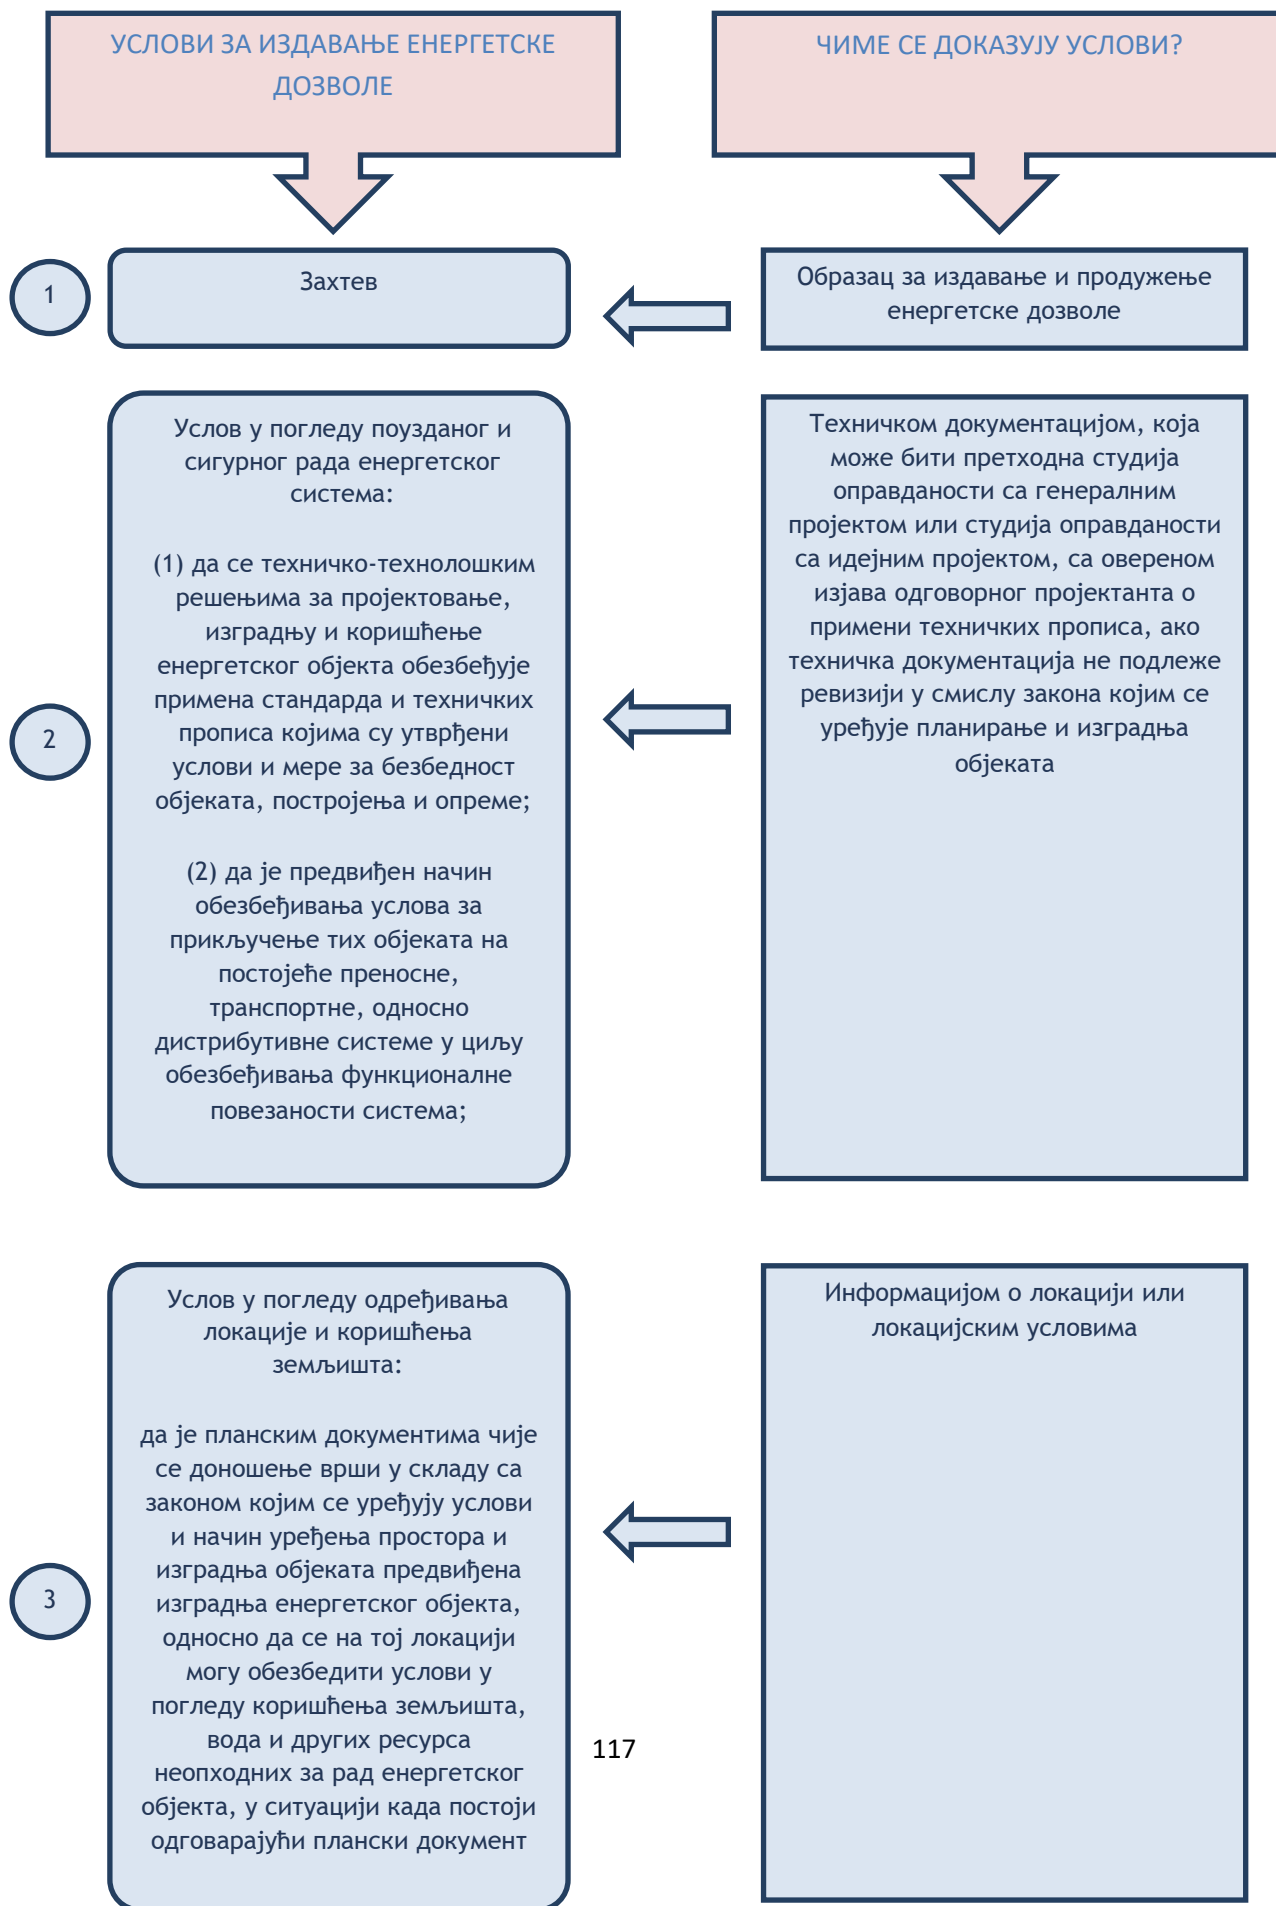 УСЛОВИ ЗА ИЗДАВАЊЕ ЕНЕРГЕТСКЕ
ДОЗВОЛЕ
ЧИМЕ СЕ ДОКАЗУЈУ УСЛОВИ?
1
Захтев
Образац за издавање и продужење
енергетске дозволе
2
Услов у погледу поузданог и
сигурног рада енергетског
система:
(1) да се техничко-технолошким
решењима за пројектовање,
изградњу и коришћење
енергетског објекта обезбеђује
примена стандарда и техничких
прописа којима су утврђени
услови и мере за безбедност
објеката, постројења и опреме;
(2) да је предвиђен начин
обезбеђивања услова за
прикључење тих објеката на
постојеће преносне,
транспортне, односно
дистрибутивне системе у циљу
обезбеђивања функционалне
повезаности система;
Техничком документацијом, која
може бити претходна студија
оправданости са генералним
пројектом или студија оправданости
са идејним пројектом, са овереном
изјава одговорног пројектанта о
примени техничких прописа, ако
техничка документација не подлеже
ревизији у смислу закона којим се
уређује планирање и изградња
објеката
3
Услов у погледу одређивања
локације и коришћења
земљишта:
да је планским документима чије
се доношење врши у складу са
законом којим се уређују услови
и начин уређења простора и
изградња објеката предвиђена
изградња енергетског објекта,
односно да се на тој локацији
могу обезбедити услови у
погледу коришћења земљишта,
вода и других ресурса
неопходних за рад енергетског
објекта, у ситуацији када постоји
одговарајући плански документ
Информацијом о локацији или
локацијским условима
117